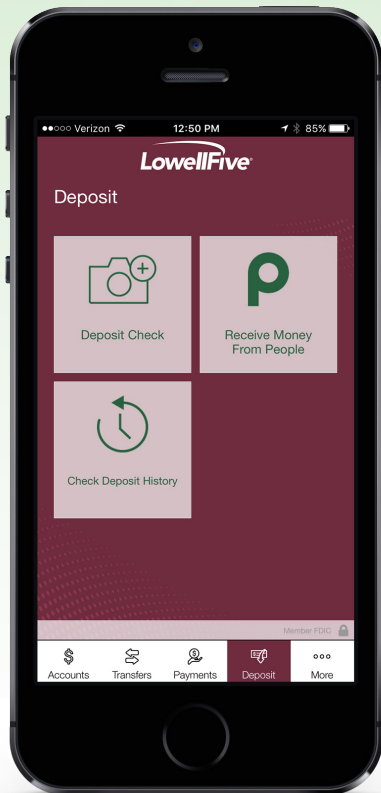 Verizon 12:50 PM 85%
LowellFive
Deposit
Deposit Check
Receive Money
From People
Check Deposit History
Member FDIC
Accounts Transfers Payments Deposit More